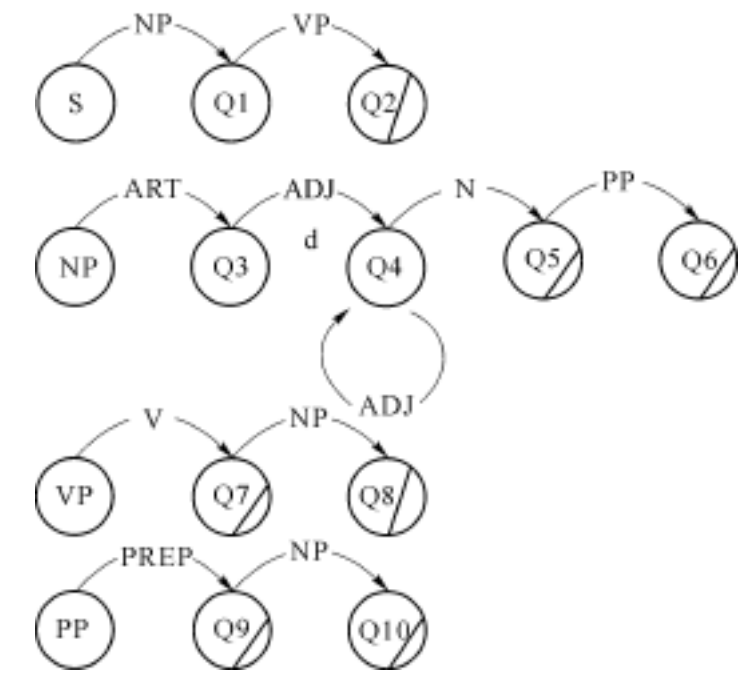 NP VP
S Q1 Q2
ART ADJ N PP
d
NP Q3 Q4 Q5 Q6
ADJ
V NP
VP Q7 Q8
PREP NP
PP Q9 Q10